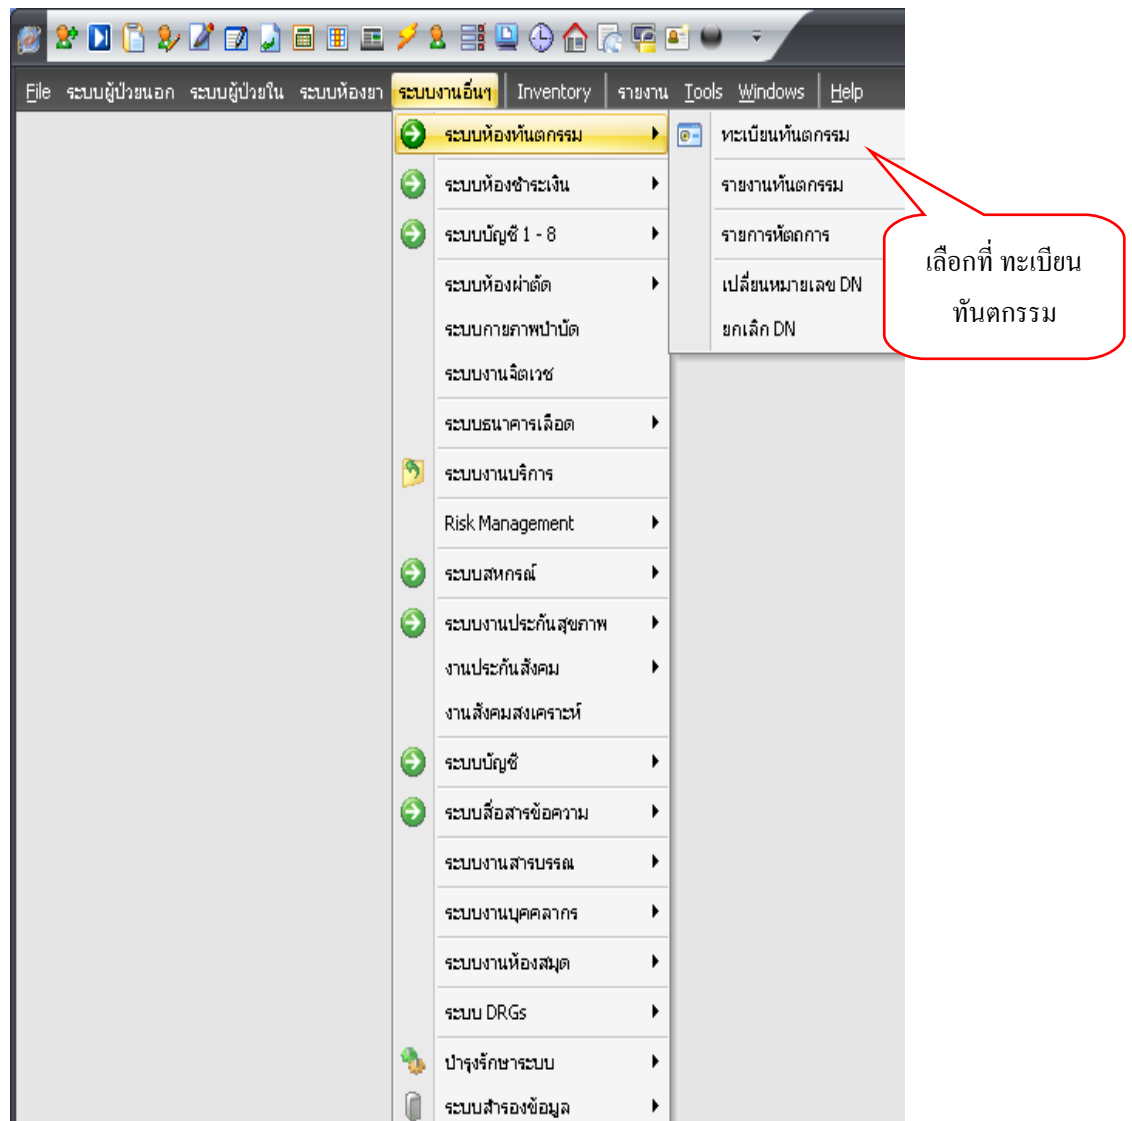 File ระบบผู้ป่วยนอก ระบบผู้ป่วยใน ระบบห้องยา ระบบงานอื่นๆ Inventory รายงาน Tools Windows Help
ระบบห้องทันตกรรม
ระบบห้องชำระเงิน
ระบบบัญชี 1 - 8
ระบบห้องผ่าตัด
ระบบกายภาพบำบัด
ระบบงานจิตเวช
ระบบธนาคารเลือด
ระบบงานบริการ
Risk Management
ระบบสหกรณ์
ระบบงานประกันสุขภาพ
งานประกันสังคม
งานสังคมสงเคราะห์
ระบบบัญชี
ระบบสื่อสารข้อความ
ระบบงานสารบรรณ
ระบบงานบุคคลากร
ระบบงานห้องสมุด
ระบบ DRGs
บำรุงรักษาระบบ
ระบบสำรองข้อมูล
ทะเบียนทันตกรรม
รายงานทันตกรรม
รายการหัตถการ
เปลี่ยนหมายเลข DN
ยกเลิก DN
เลือกที่ ทะเบียน
ทันตกรรม